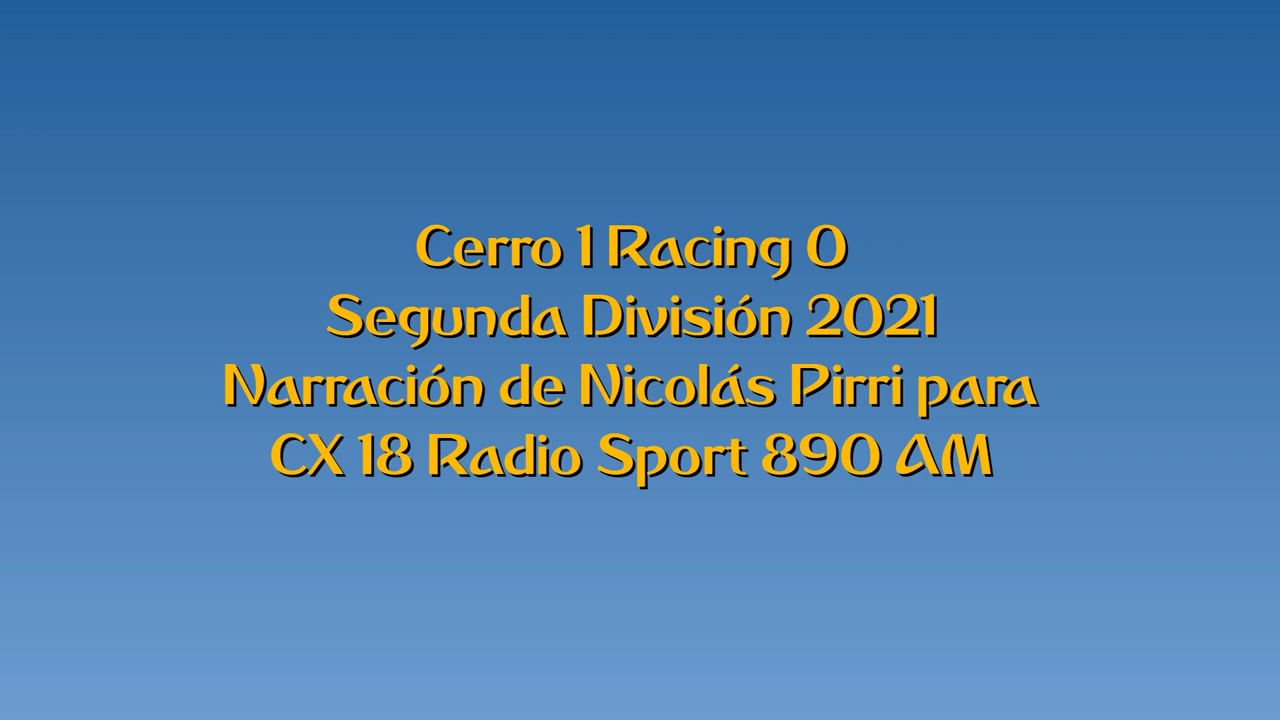 Cerro 1 Racing 0
Segunda División 2021
Narración de Nicolás Pirri para
CX 18 Radio Sport 890 AM